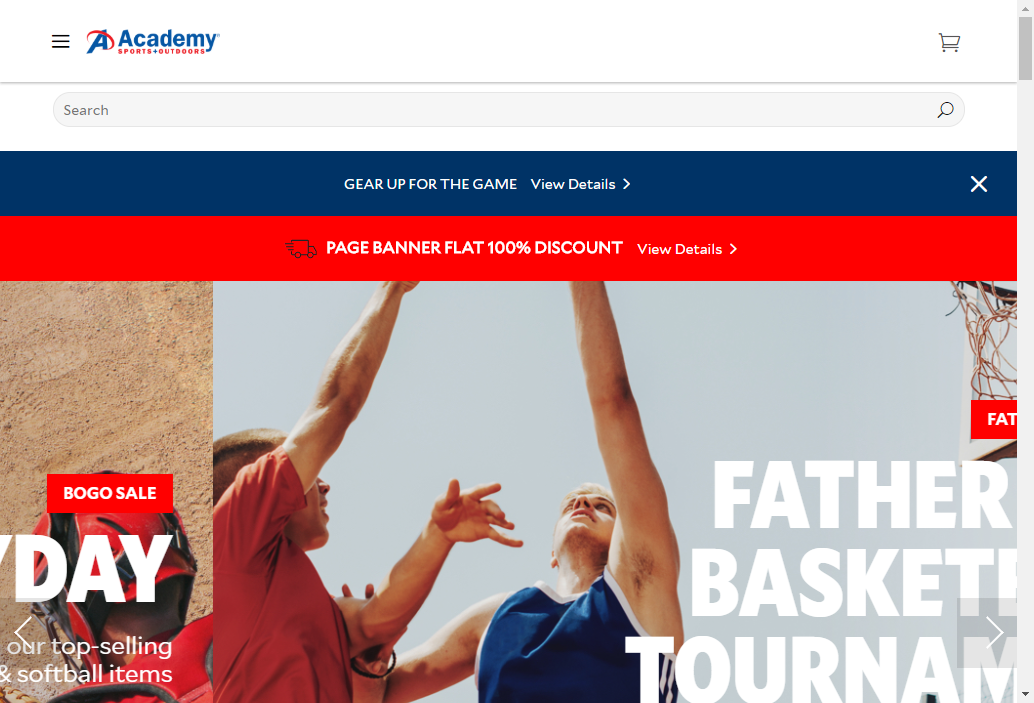 Academy
SPORTS+OUTDOORS
Search
GEAR UP FOR THE GAME View Details
PAGE BANNER FLAT 100% DISCOUNT View Details
BOGO SALE
YDAY
our top-selling
& softball items
FAT
FATHER
BASKET
TOURNAM